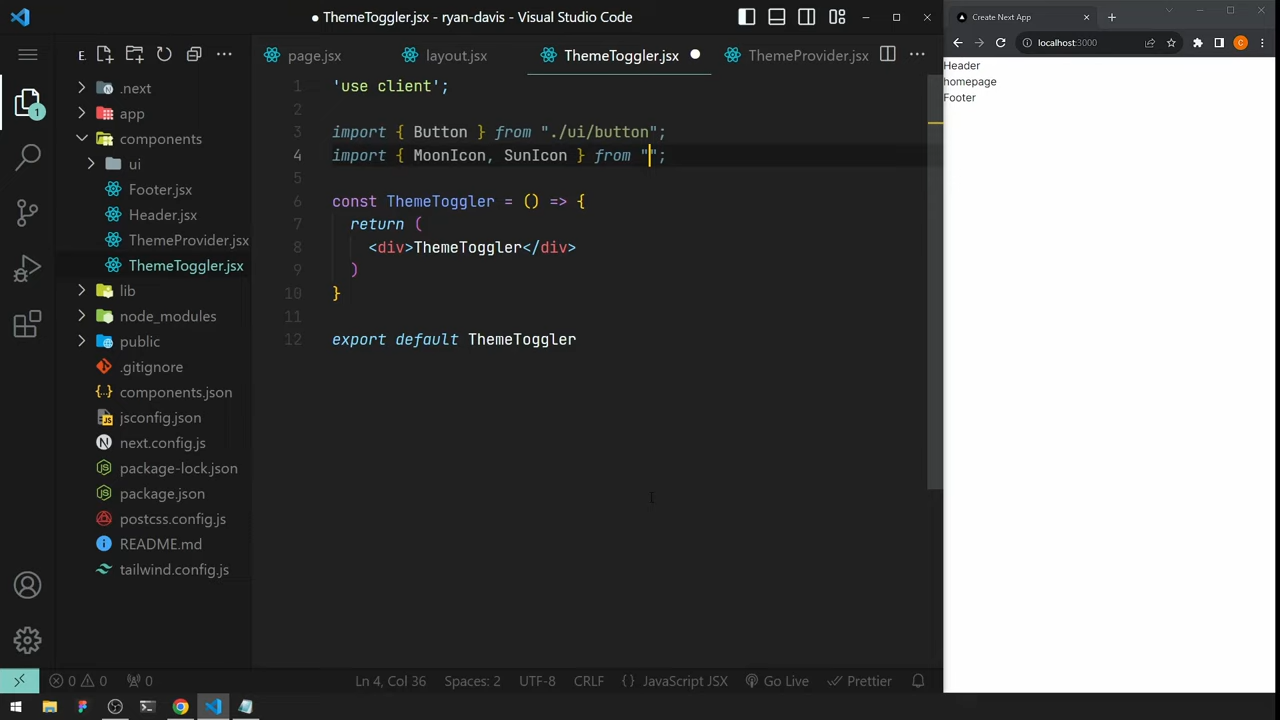 ThemeToggler.jsx - ryan-davis - Visual Studio Code
Create Next App
E
page.jsx
layout.jsx
ThemeToggler.jsx
ThemeProvider.jsx
localhost:3000
C
.next
app
components
ui
Footer.jsx
Header.jsx
ThemeProvider.jsx
ThemeToggler.jsx
lib
node_modules
public
.gitignore
components.json
jsconfig.json
next.config.js
package-lock.json
package.json
postcss.config.js
README.md
tailwind.config.js
1
1 'use client';
2
3 import { Button } from "./ui/button";
4 import { MoonIcon, SunIcon } from "";
5
6 const ThemeToggler = () => {
7 return (
8 <div>ThemeToggler</div>
9 )
10 }
11
12 export default ThemeToggler
Header
homepage
Footer
0 0 0 Ln 4, Col 36 Spaces: 2 UTF-8 CRLF {} JavaScript JSX Go Live Prettier